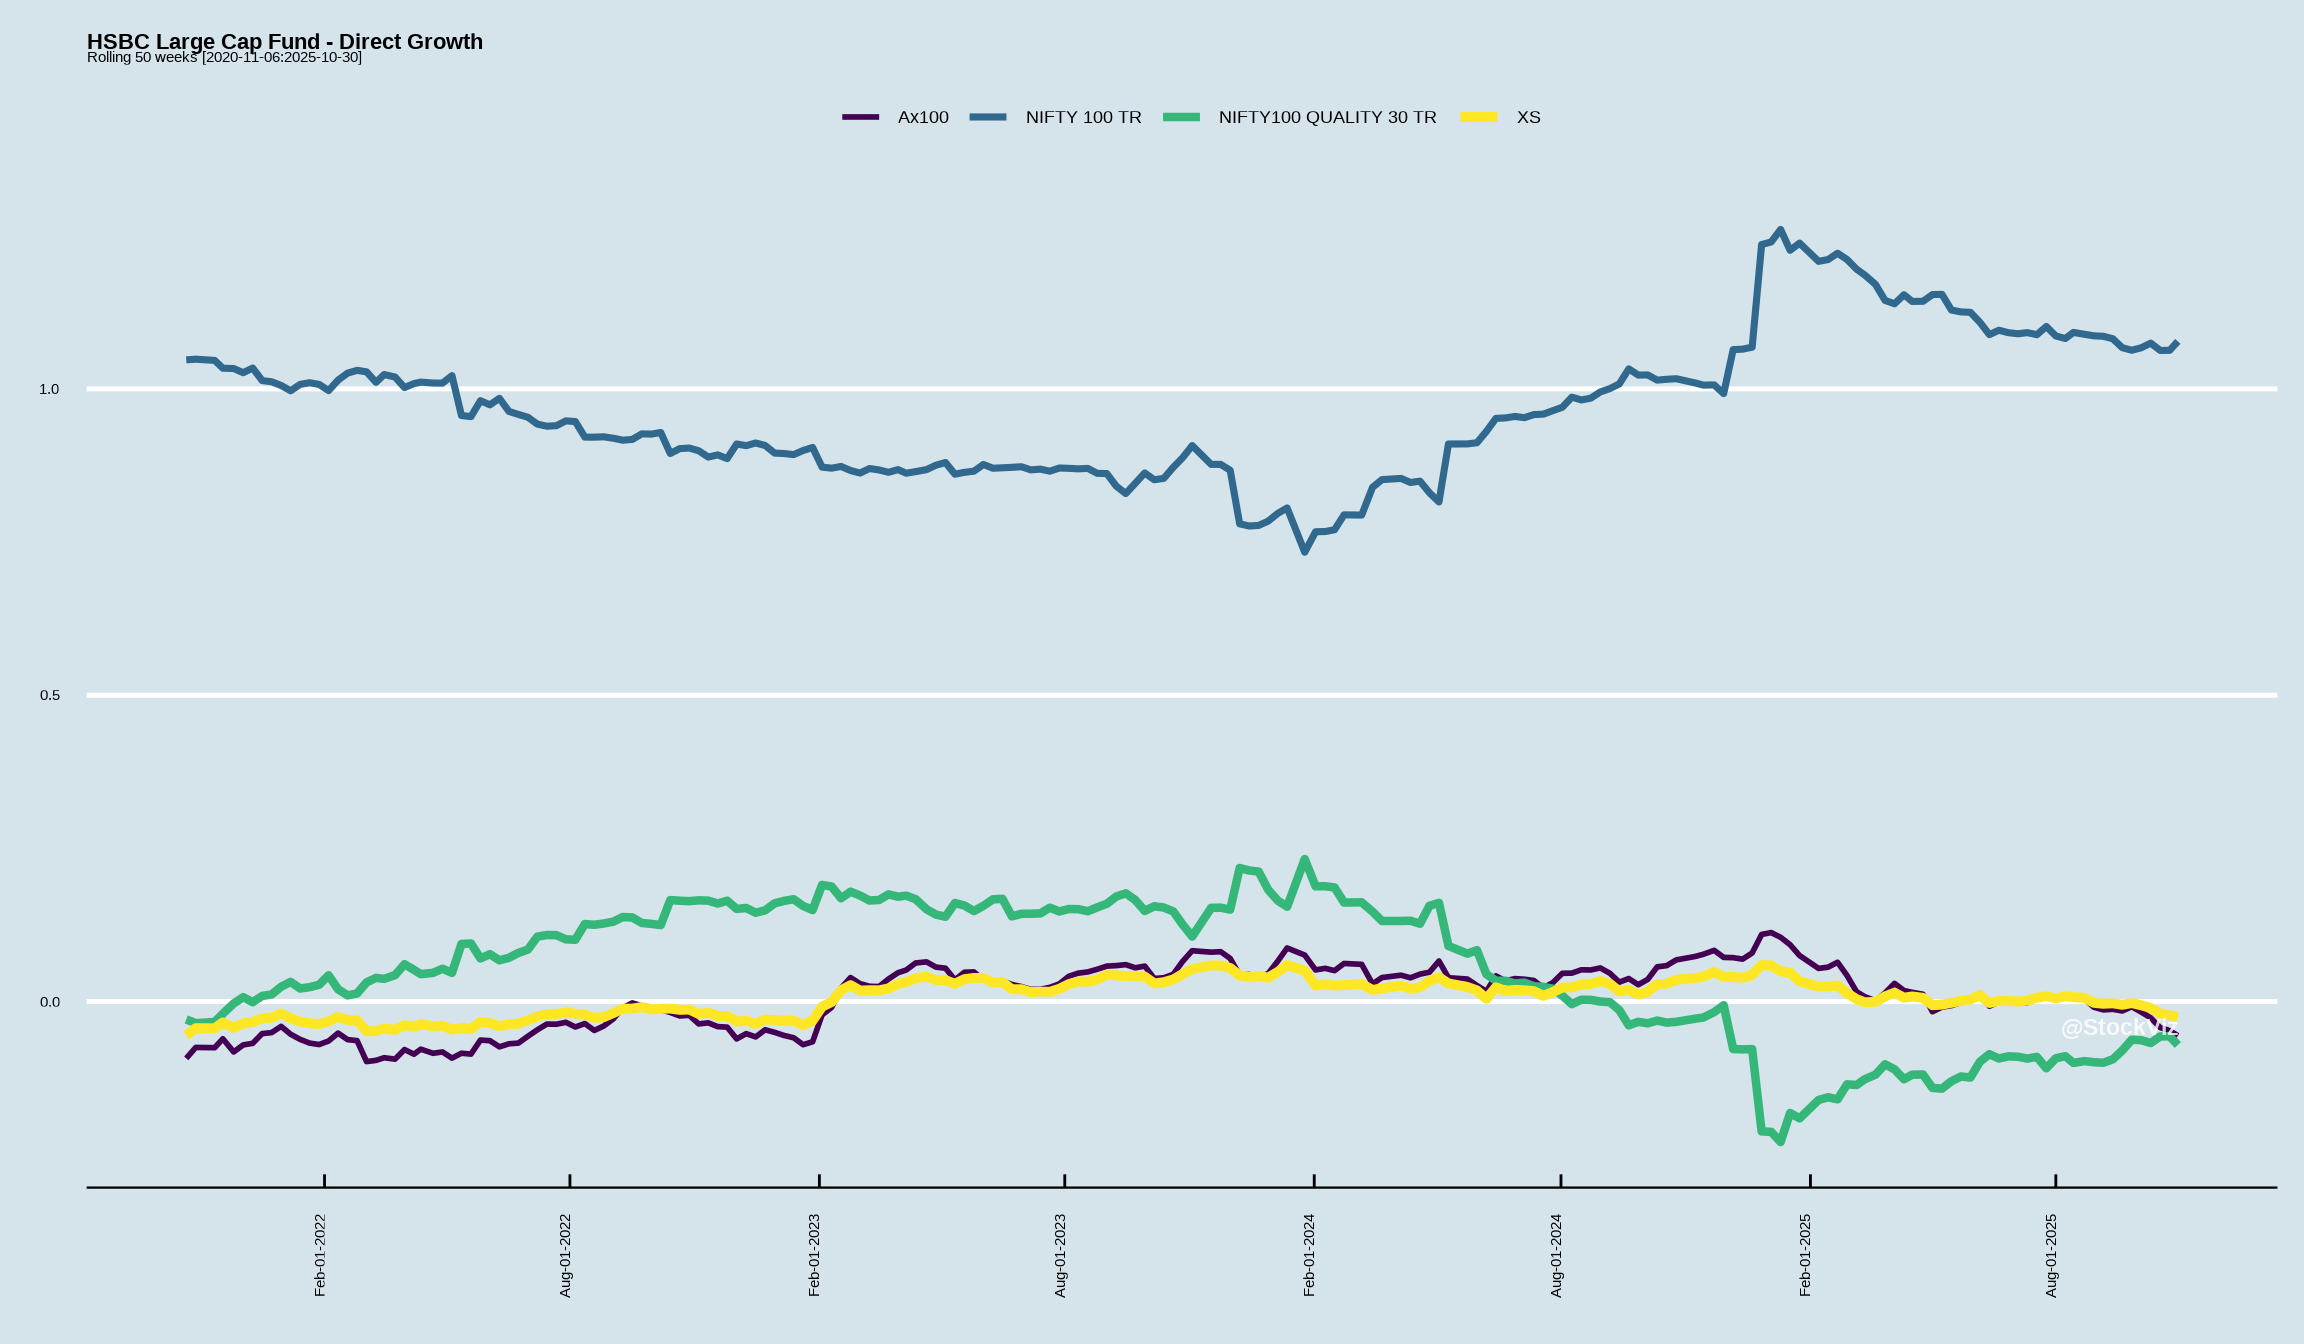 HSBC Large Cap Fund - Direct Growth
Rolling 50 weeks [2020-11-06:2025-10-30]
Ax100 NIFTY 100 TR NIFTY100 QUALITY 30 TR XS
1.0
0.5
0.0
@StockViz
Feb-01-2022 Aug-01-2022 Feb-01-2023 Aug-01-2023 Feb-01-2024 Aug-01-2024 Feb-01-2025 Aug-01-2025